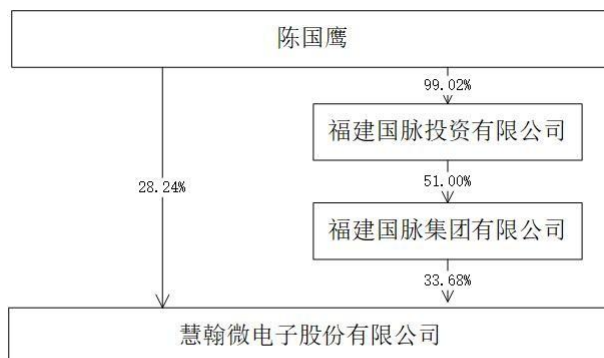 陈国鹰
99.02%
福建国脉投资有限公司
28.24%
51.00%
福建国脉集团有限公司
33.68%
慧翰微电子股份有限公司